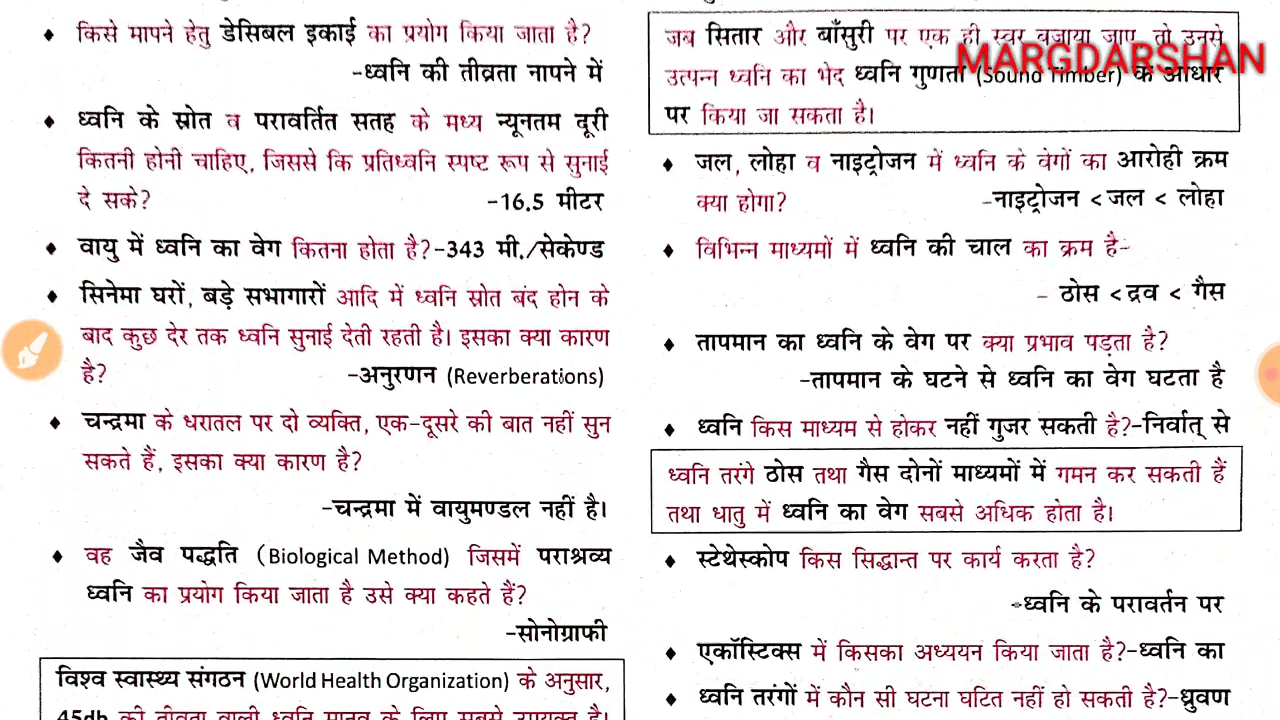 ♦ किसे मापने हेतु डेसिबल इकाई का प्रयोग किया जाता है?
-ध्वनि की तीव्रता नापने में
♦ ध्वनि के स्रोत व परावर्तित सतह के मध्य न्यूनतम दूरी
कितनी होनी चाहिए, जिससे कि प्रतिध्वनि स्पष्ट रूप से सुनाई
दे सके? -16.5 मीटर
♦ वायु में ध्वनि का वेग कितना होता है?-343 मी./सेकेण्ड
♦ सिनेमा घरों, बड़े सभागारों आदि में ध्वनि स्रोत बंद होन के
बाद कुछ देर तक ध्वनि सुनाई देती रहती है। इसका क्या कारण
है? -अनुरणन (Reverberations)
♦ चन्द्रमा के धरातल पर दो व्यक्ति, एक-दूसरे की बात नहीं सुन
सकते हैं, इसका क्या कारण है?
-चन्द्रमा में वायुमण्डल नहीं है।
♦ वह जैव पद्धति (Biological Method) जिसमें पराश्रव्य
ध्वनि का प्रयोग किया जाता है उसे क्या कहते हैं?
-सोनोग्राफी
विश्व स्वास्थ्य संगठन (World Health Organization) के अनुसार,
45db की तीव्रता वाली ध्वनि मानव के लिए सबसे उपयुक्त है।
जब सितार और बाँसुरी पर एक ही स्वर बजाया जाए तो उनसे
MARGDARSHAN
उत्पन्न ध्वनि का भेद ध्वनि गुणता (Sound Timber) के आधार
पर किया जा सकता है।
♦ जल, लोहा व नाइट्रोजन में ध्वनि के वेगों का आरोही क्रम
क्या होगा? -नाइट्रोजन < जल < लोहा
♦ विभिन्न माध्यमों में ध्वनि की चाल का क्रम है-
- ठोस < द्रव < गैस
♦ तापमान का ध्वनि के वेग पर क्या प्रभाव पड़ता है?
-तापमान के घटने से ध्वनि का वेग घटता है
♦ ध्वनि किस माध्यम से होकर नहीं गुजर सकती है?-निर्वात् से
ध्वनि तरंगे ठोस तथा गैस दोनों माध्यमों में गमन कर सकती हैं
तथा धातु में ध्वनि का वेग सबसे अधिक होता है।
♦ स्टेथेस्कोप किस सिद्धान्त पर कार्य करता है?
-ध्वनि के परावर्तन पर
♦ एकॉस्टिक्स में किसका अध्ययन किया जाता है?-ध्वनि का
♦ ध्वनि तरंगों में कौन सी घटना घटित नहीं हो सकती है?-ध्रुवण